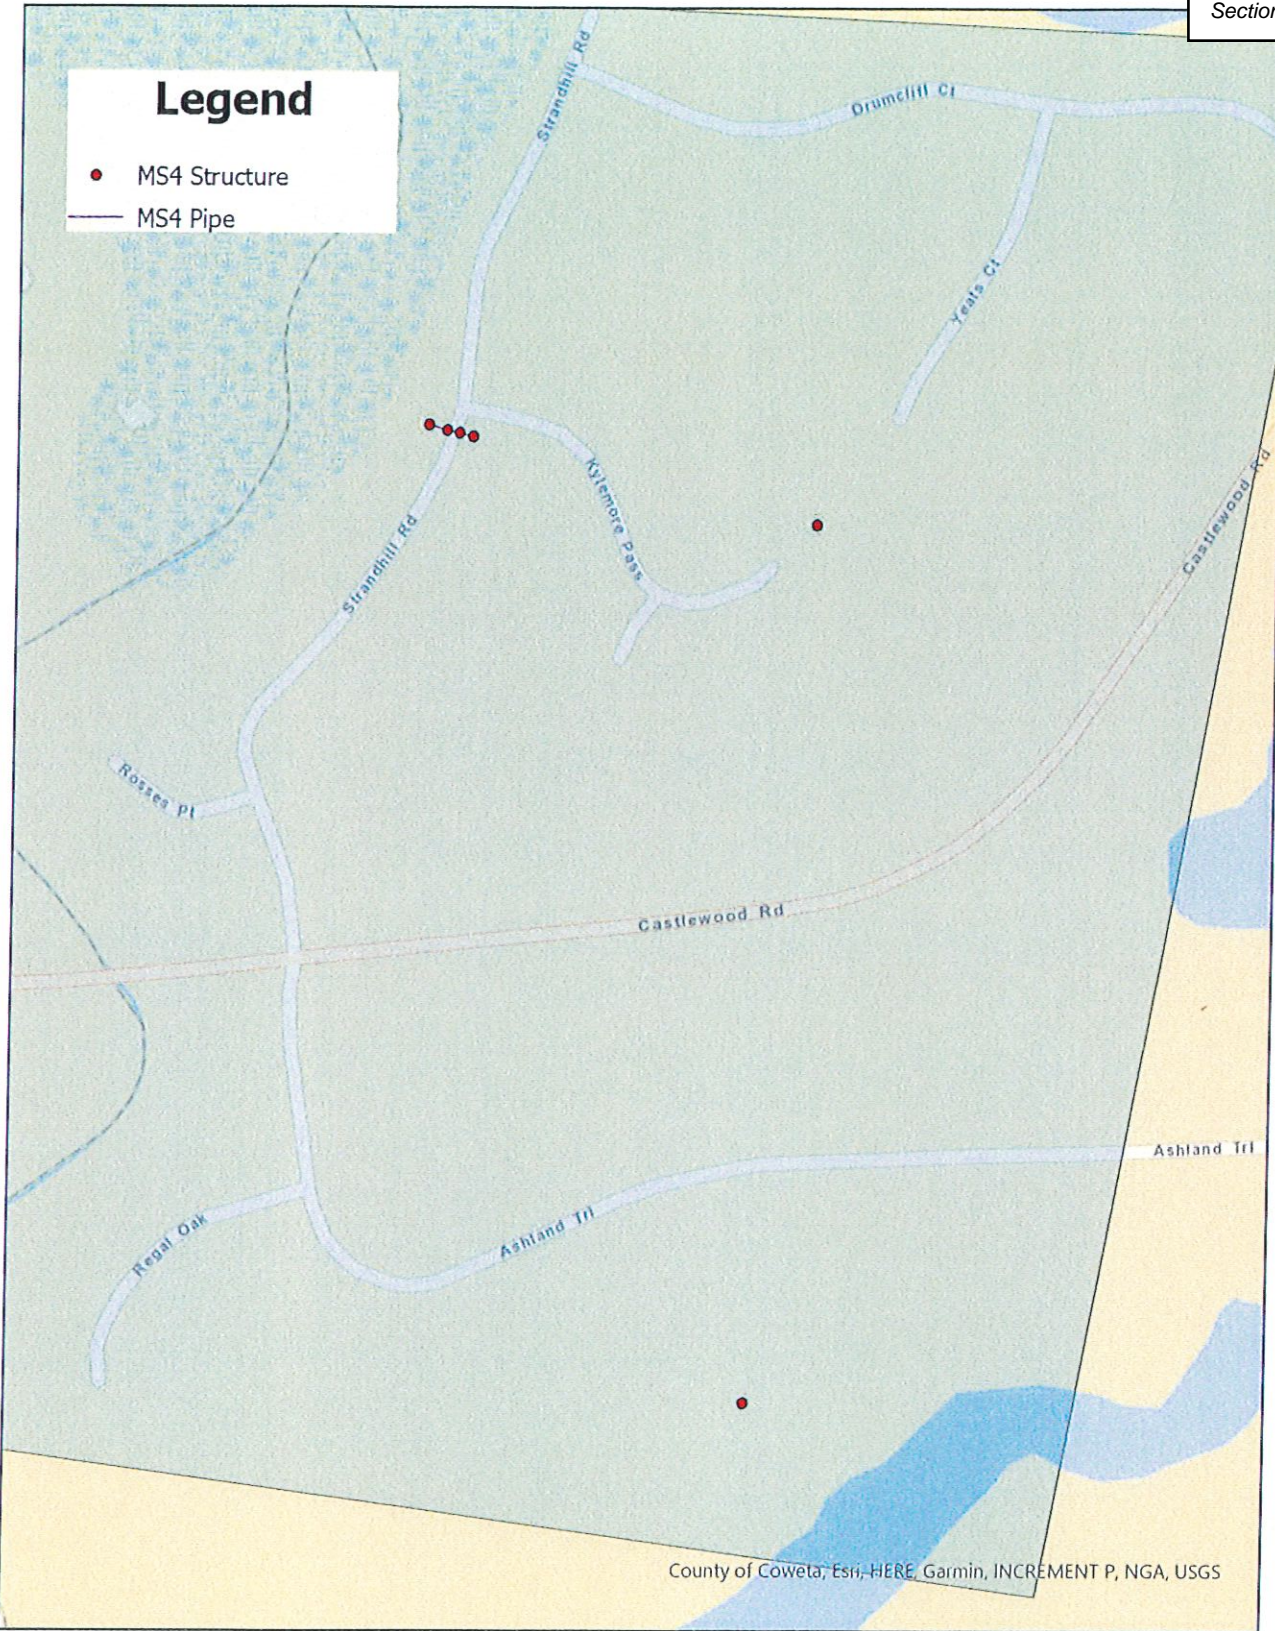 Section
Legend
MS4 Structure
MS4 Pipe
Strandhill Rd
Drumcliff Ct
Yeats Ct
Kylemore Pass
Castlewood Rd
Strandhill Rd
Rosses Pt
Castlewood Rd
Ashland Trl
Regal Oak
Ashland Trl
County of Coweta, Esri, HERE, Garmin, INCREMENT P, NGA, USGS